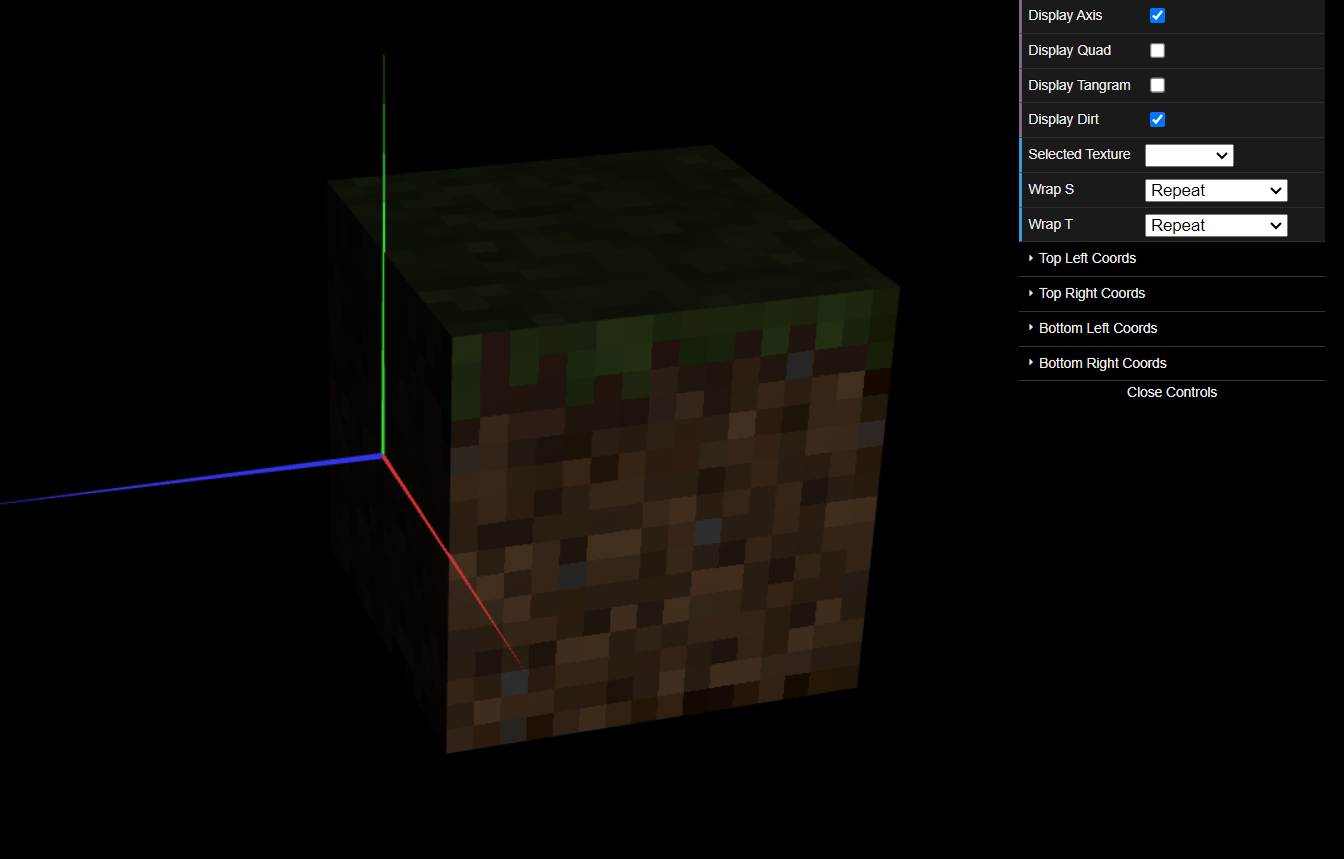 Display Axis
Display Quad
Display Tangram
Display Dirt
Selected Texture
Wrap S Repeat
Wrap T Repeat
Top Left Coords
Top Right Coords
Bottom Left Coords
Bottom Right Coords
Close Controls